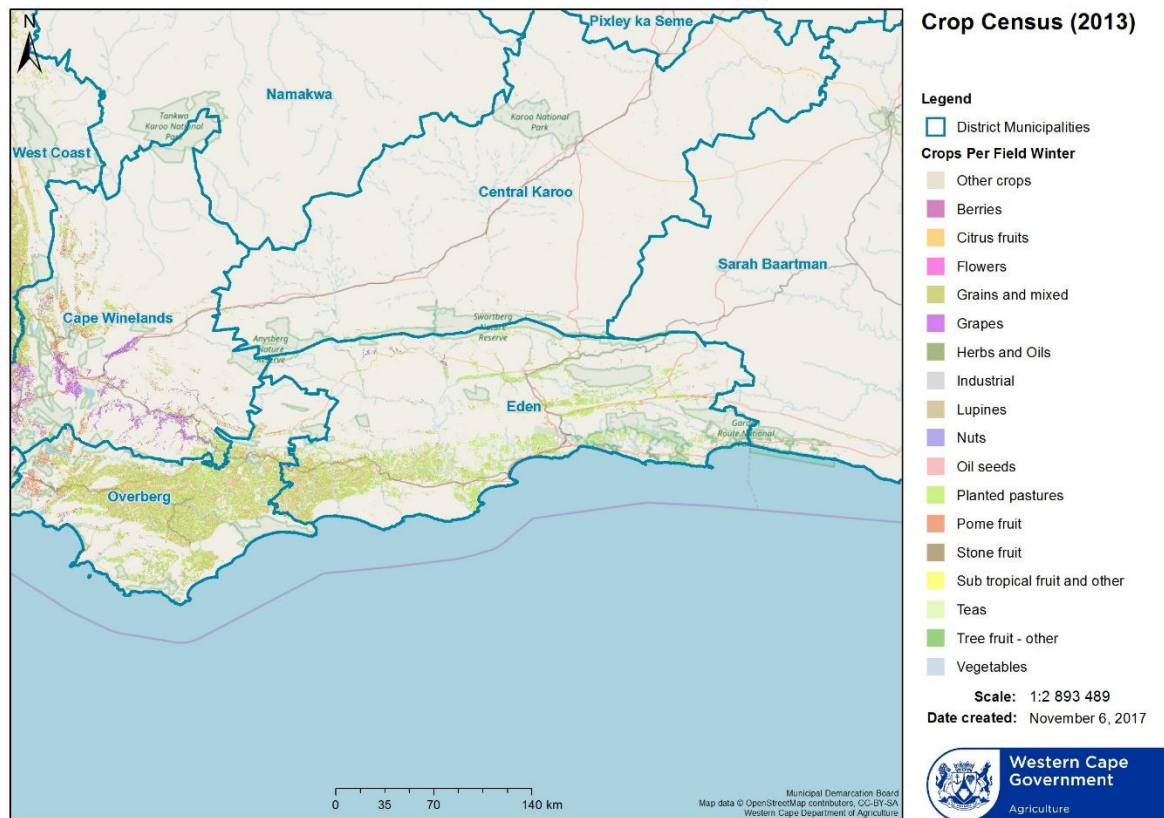 N
Pixley ka Seme
Namakwa
Tankwa
Karoo National
Park
Karoo National
Park
West Coast
Central Karoo
Sarah Baartman
Cape Winelands
Swartberg
Nature
Reserve
Anysberg
Nature
Reserve
Eden
Garden
Route National
Overberg
0 35 70 140 km
Municipal Demarcation Board
Map data © OpenStreetMap contributors, CC-BY-SA
Western Cape Department of Agriculture
Crop Census (2013)
Legend
District Municipalities
Crops Per Field Winter
Other crops
Berries
Citrus fruits
Flowers
Grains and mixed
Grapes
Herbs and Oils
Industrial
Lupines
Nuts
Oil seeds
Planted pastures
Pome fruit
Stone fruit
Sub tropical fruit and other
Teas
Tree fruit - other
Vegetables
Scale: 1:2 893 489
Date created: November 6, 2017
Western Cape
Government
Agriculture